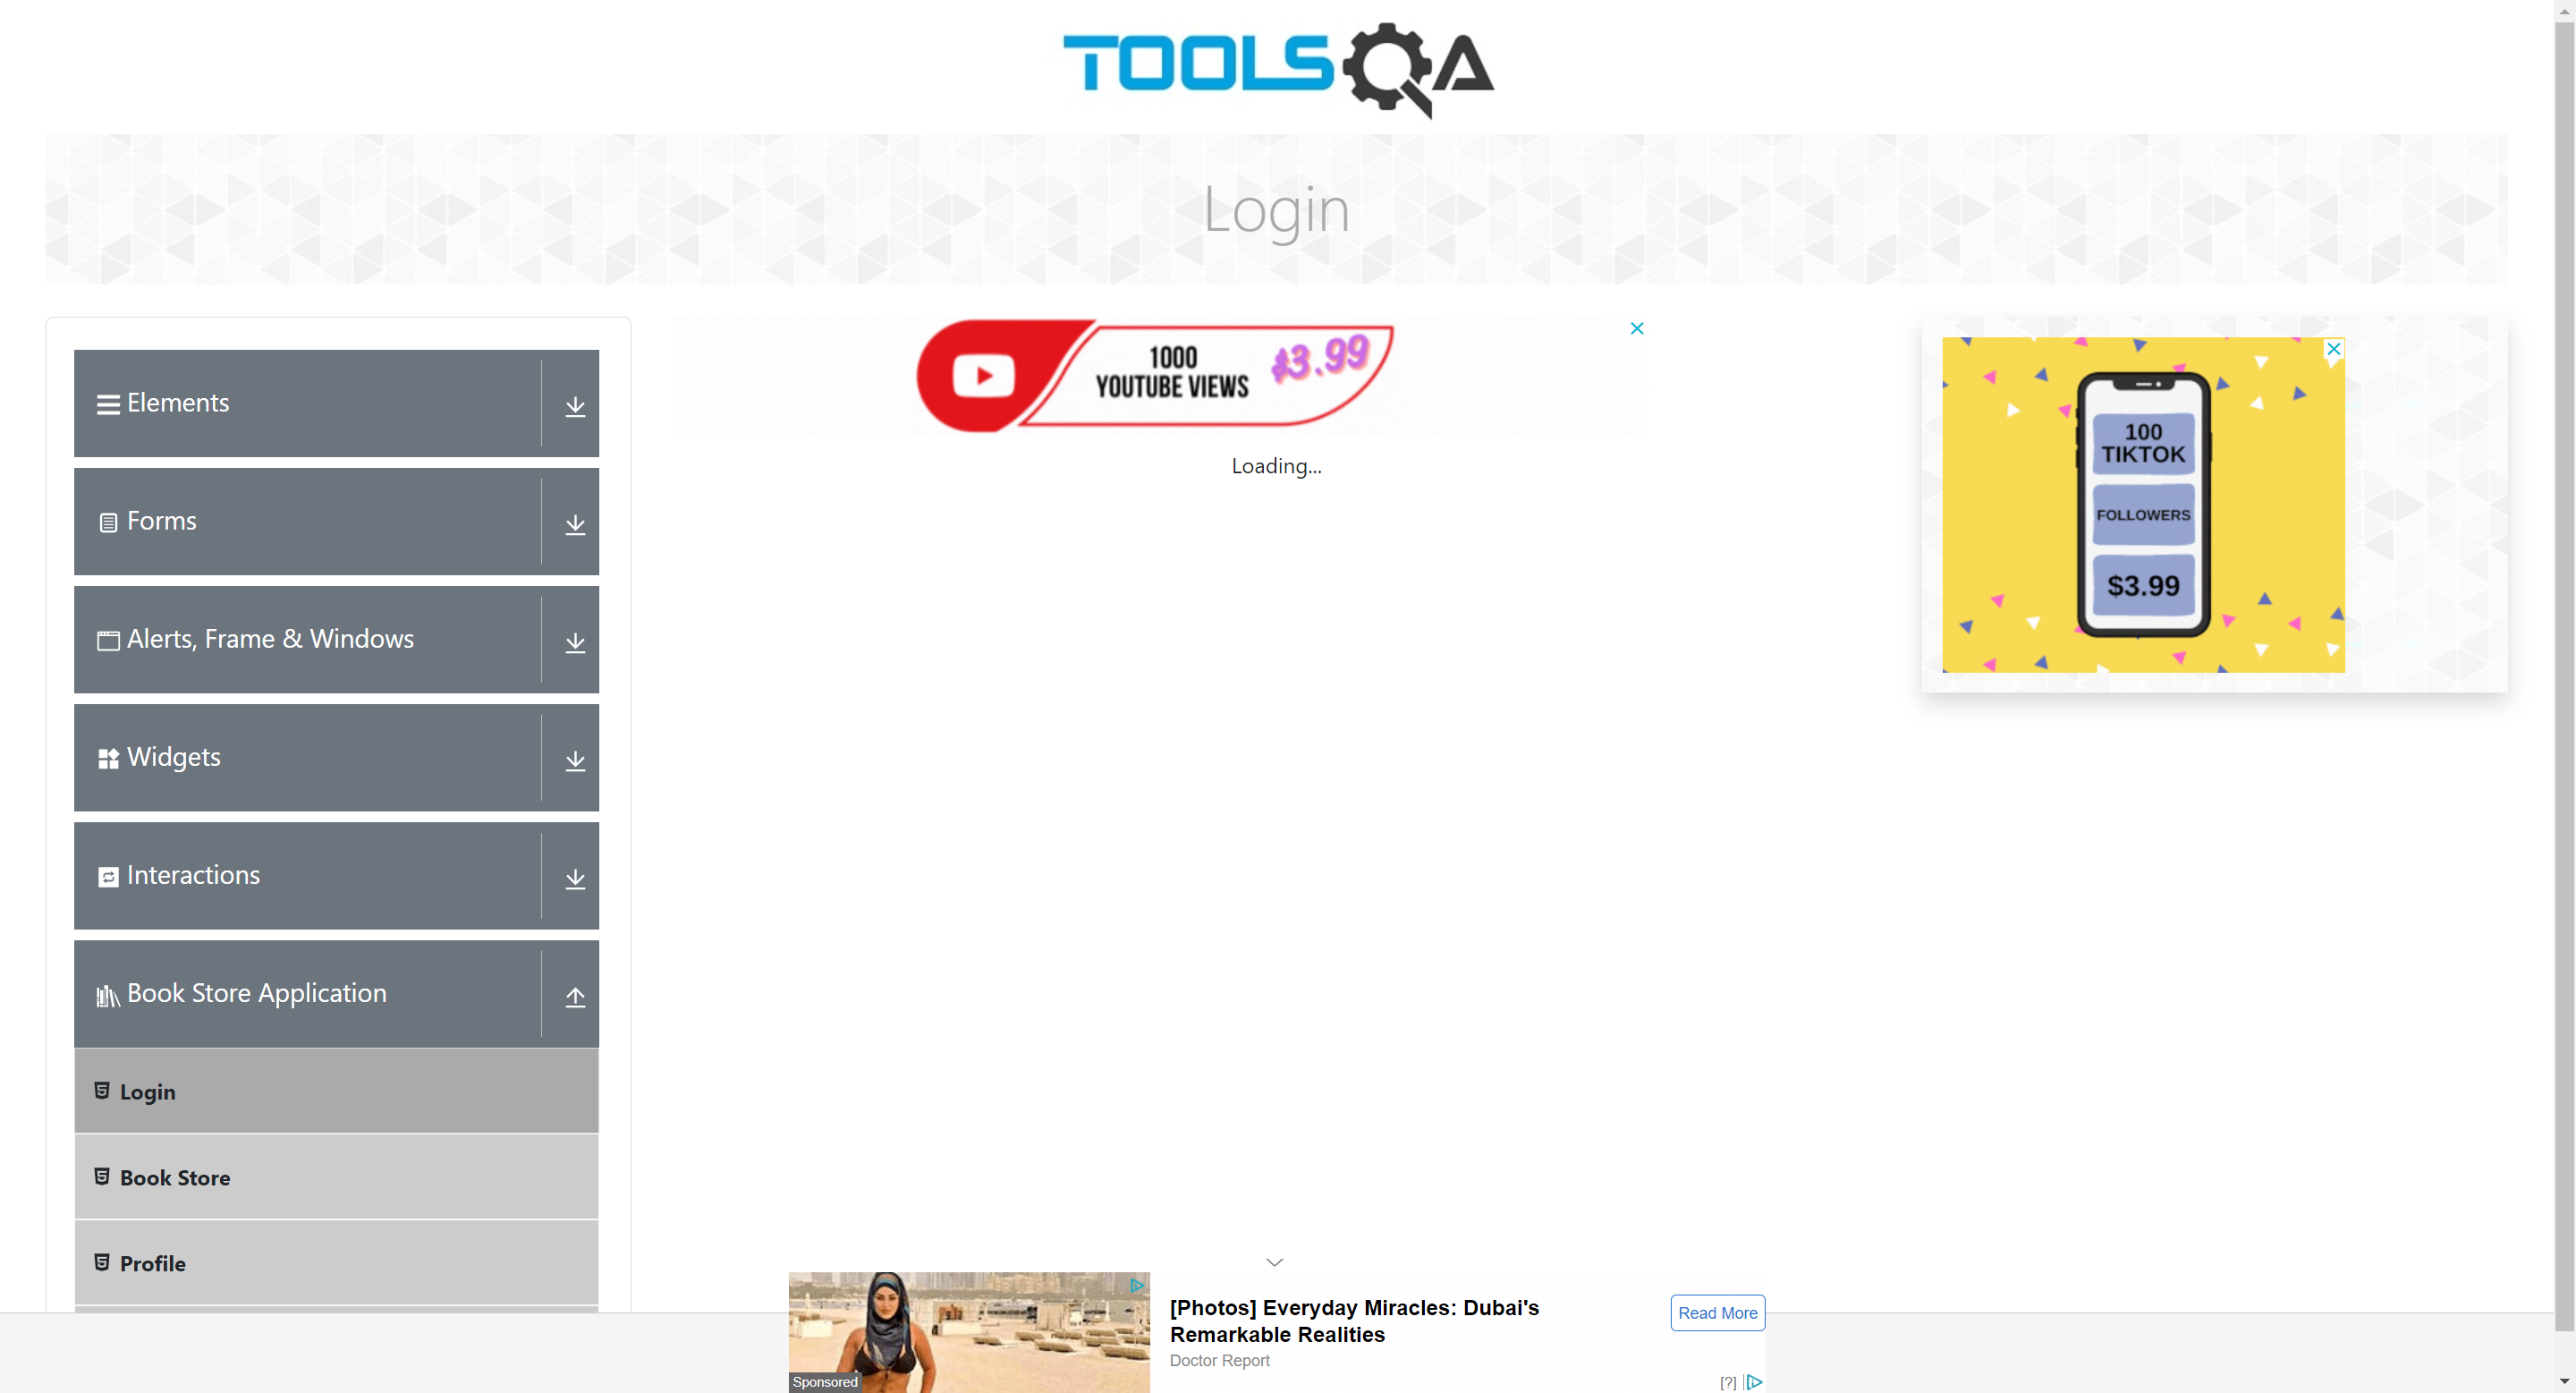 TOOLSQA
Login
Elements
Forms
Alerts, Frame & Windows
Widgets
Interactions
Book Store Application
Login
Book Store
Profile
1000
YOUTUBE VIEWS
$3.99
Loading...
100
TIKTOK
FOLLOWERS
$3.99
Sponsored
[Photos] Everyday Miracles: Dubai's
Remarkable Realities
Doctor Report
Read More
[?]